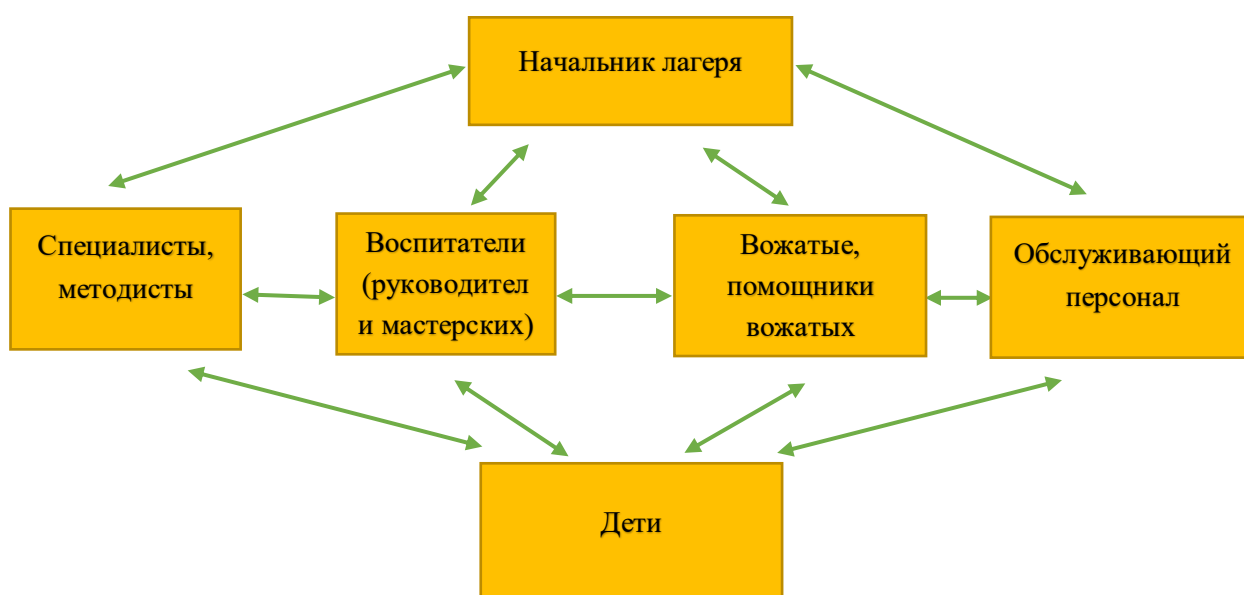 Начальник лагеря
Специалисты,
методисты
Воспитатели
(руководител
и мастерских)
Вожатые,
помощники
вожатых
Обслуживающий
персонал
Дети